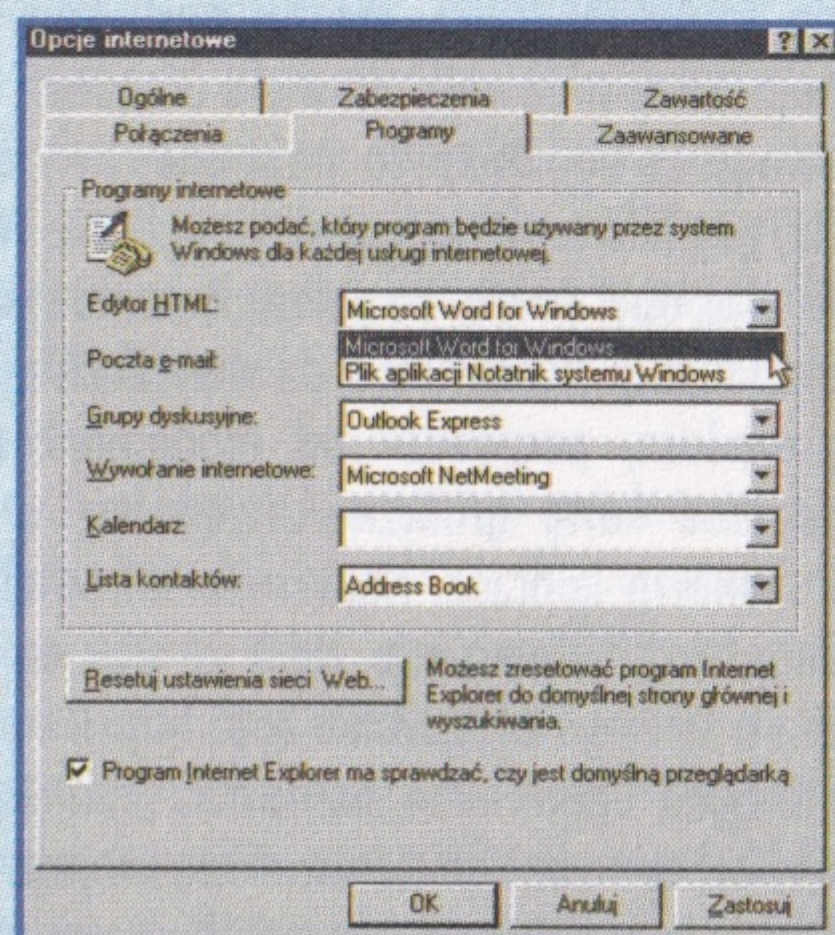 Opcje internetowe
Ogólne Zabezpieczenia Zawartość
Połączenia Programy Zaawansowane
Programy internetowe
Możesz podać, który program będzie używany przez system
Windows dla każdej usługi internetowej.
Edytor HTML: Microsoft Word for Windows
Microsoft Word for Windows
Poczta e-mail:
Plik aplikacji Notatnik systemu Windows
Grupy dyskusyjne: Outlook Express
Wywołanie internetowe: Microsoft NetMeeting
Kalendarz:
Lista kontaktów: Address Book
Resetuj ustawienia sieci Web...
Możesz zresetować program Internet
Explorer do domyślnej strony głównej i
wyszukiwania.
Program Internet Explorer ma sprawdzać, czy jest domyślną przeglądarką
OK Anuluj Zastosuj